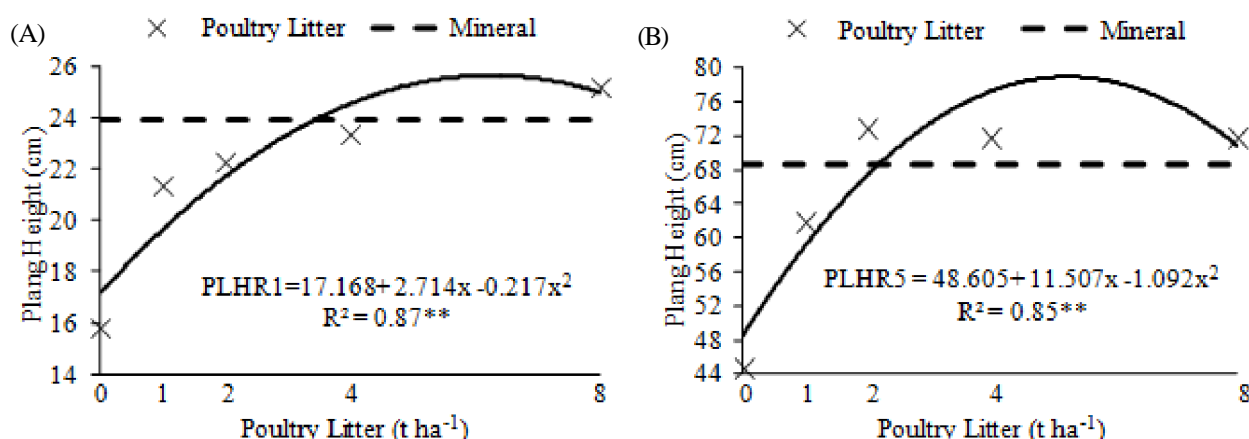 (A)
Poultry Litter
Mineral
26
24
22
20
18
16
14
Plang Height (cm)
PLHR1=17.168+2.714x-0.217x²
R² = 0.87**
0 1 2 4 8
Poultry Litter (t ha⁻¹)
(B)
Poultry Litter
Mineral
80
76
72
68
64
60
56
52
48
44
Plang Height (cm)
PLHR5 = 48.605+11.507x-1.092x²
R² = 0.85**
0 1 2 4 8
Poultry Litter (t ha⁻¹)